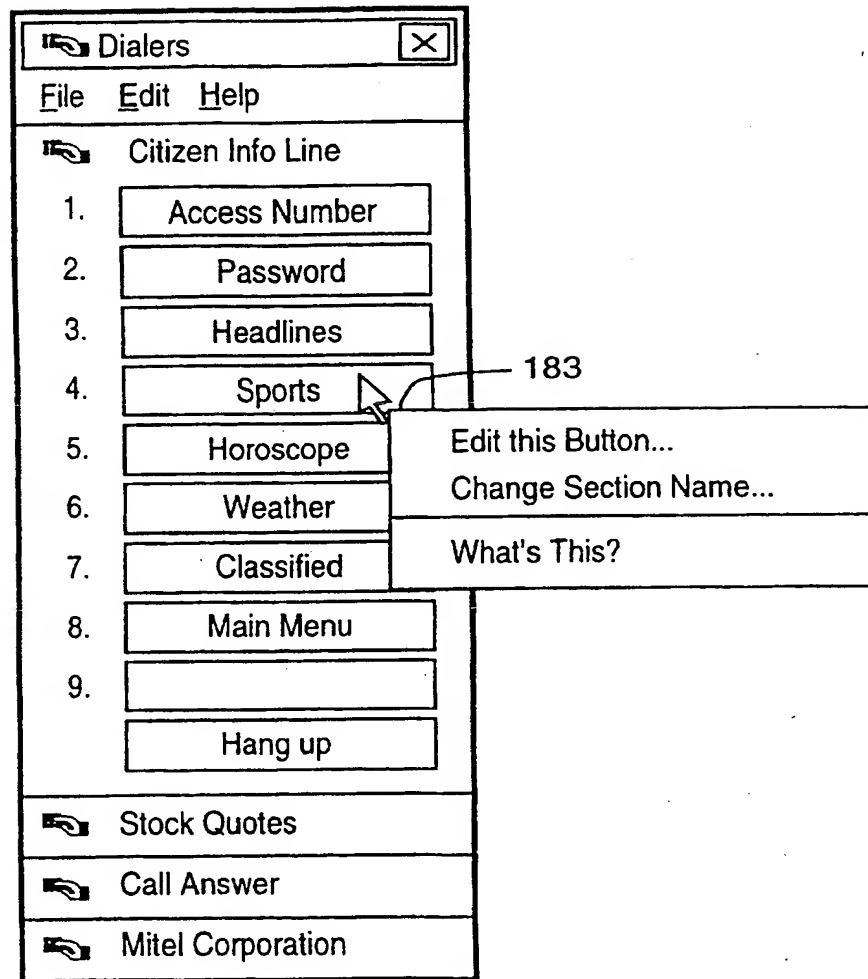 Dialers
File Edit Help
Citizen Info Line
1. Access Number
2. Password
3. Headlines
4. Sports
183
5. Horoscope
Edit this Button...
Change Section Name...
6. Weather
What's This?
7. Classified
8. Main Menu
9.
Hang up
Stock Quotes
Call Answer
Mitel Corporation